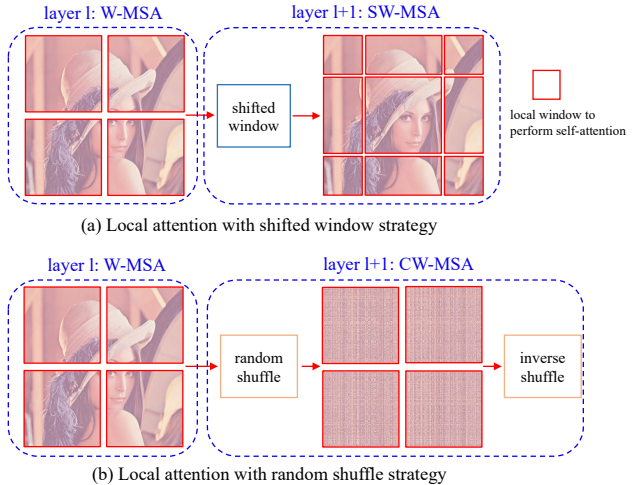 layer l: W-MSA
layer l+1: SW-MSA
shifted
window
local window to
perform self-attention
(a) Local attention with shifted window strategy
layer l: W-MSA
layer l+1: CW-MSA
random
shuffle
inverse
shuffle
(b) Local attention with random shuffle strategy